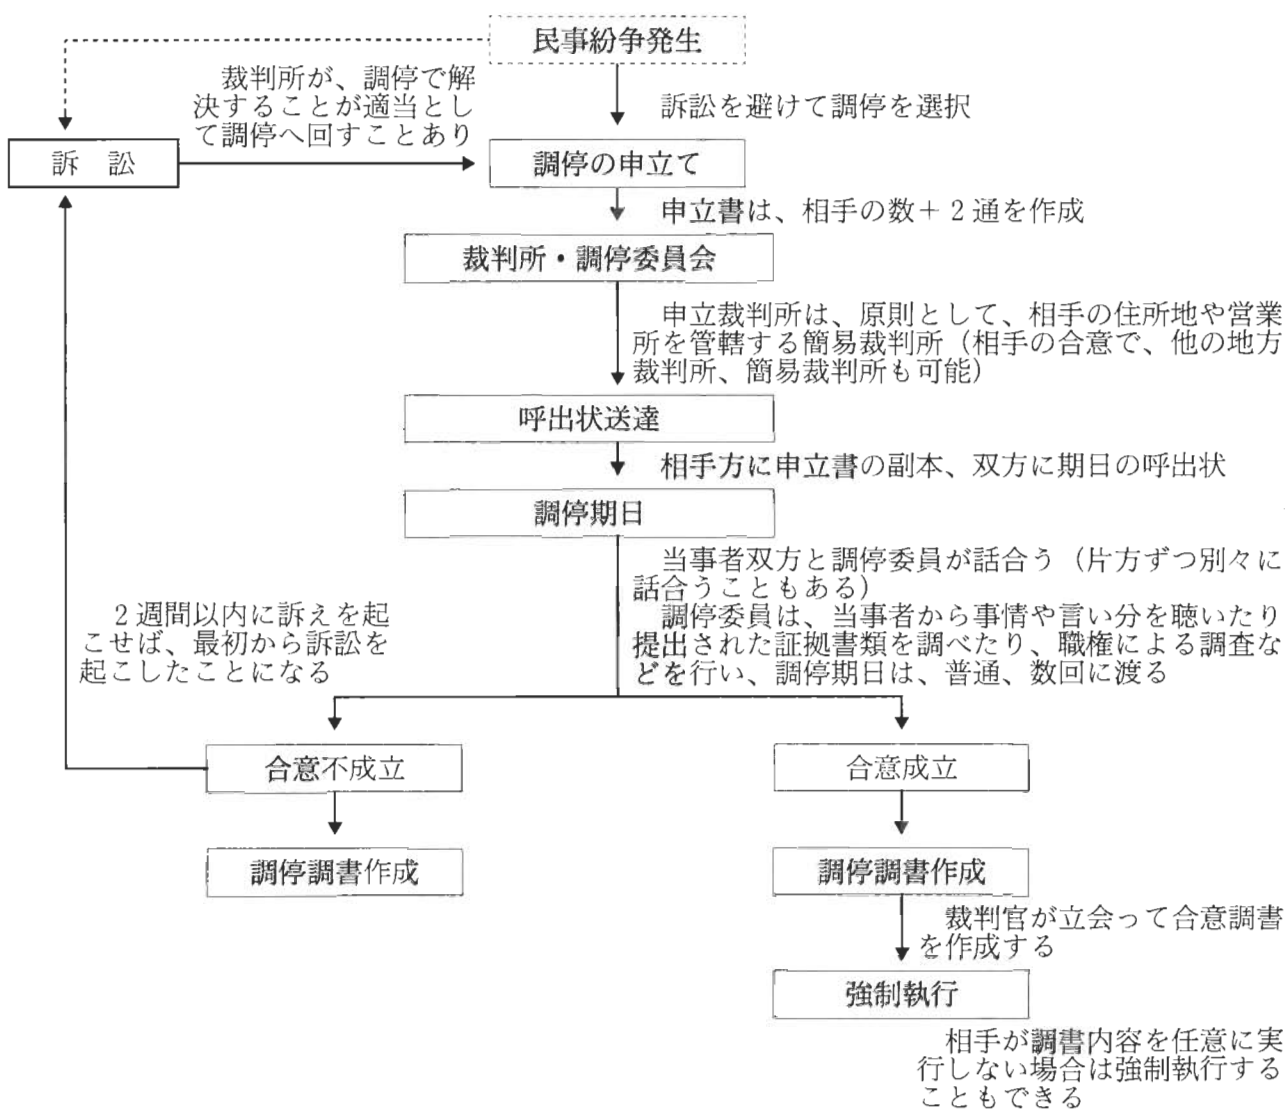 民事紛争発生
裁判所が、調停で解
決することが適当とし
て調停へ回すことあり
訴訟を避けて調停を選択
訴　訟
調停の申立て
申立書は、相手の数＋２通を作成
裁判所・調停委員会
申立裁判所は、原則として、相手の住所地や営業
所を管轄する簡易裁判所（相手の合意で、他の地方
裁判所、簡易裁判所も可能）
呼出状送達
相手方に申立書の副本、双方に期日の呼出状
調停期日
当事者双方と調停委員が話合う（片方ずつ別々に
話合うこともある）
調停委員は、当事者から事情や言い分を聴いたり
提出された証拠書類を調べたり、職権による調査な
どを行い、調停期日は、普通、数回に渡る
２週間以内に訴えを起
こせば、最初から訴訟を
起こしたことになる
合意不成立
合意成立
調停調書作成
調停調書作成
裁判官が立会って合意調書
を作成する
強制執行
相手が調書内容を任意に実
行しない場合は強制執行する
こともできる